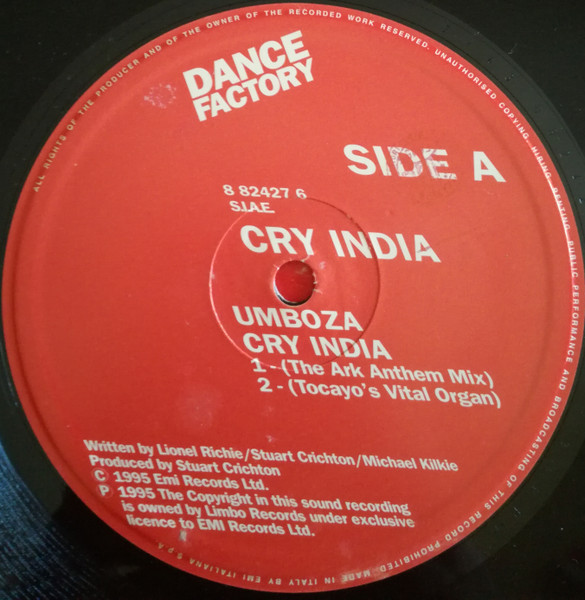 ALL RIGHTS OF THE PRODUCER AND OF THE OWNER OF THE RECORDED WORK RESERVED. UNAUTHORISED COPYING, HIRING, RENTING, PUBLIC PERFORMANCE AND BROADCASTING OF THIS RECORD PROHIBITED. MADE IN ITALY BY EMI ITALIANA S.P.A
DANCE
FACTORY
SIDE A
8 82427 6
S.I.A.E.
CRY INDIA
UMBOZA
CRY INDIA
1 - (The Ark Anthem Mix)
2 - (Tocayo's Vital Organ)
Written by Lionel Richie/Stuart Crichton/Michael Kilkie
Produced by Stuart Crichton
© 1995 Emi Records Ltd.
℗ 1995 The Copyright in this sound recording
is owned by Limbo Records under exclusive
licence to EMI Records Ltd.